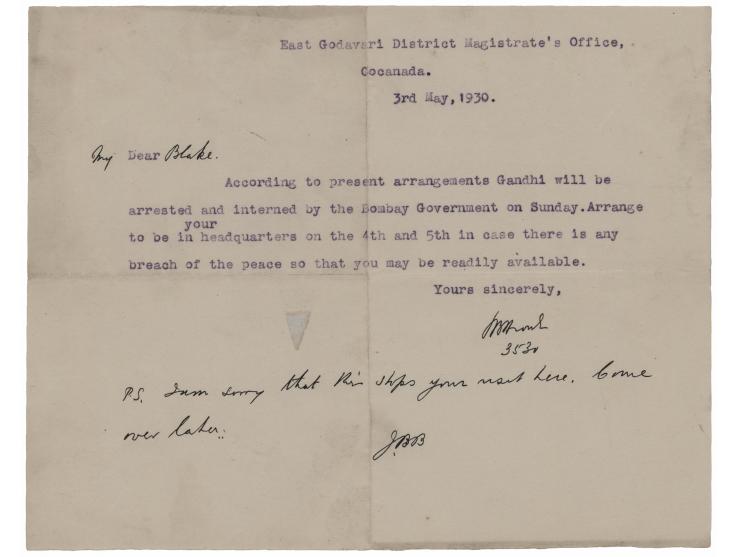 East Godavari District Magistrate's Office,
Cocanada.
3rd May,1930.
My Dear Blake.
According to present arrangements Gandhi will be
arrested and interned by the Bombay Government on Sunday.Arrange
your
to be in headquarters on the 4th and 5th in case there is any
breach of the peace so that you may be readily available.
Yours sincerely,
3530
P.S. I am sorry that this stops your visit here. Come
over later.
J.B.B